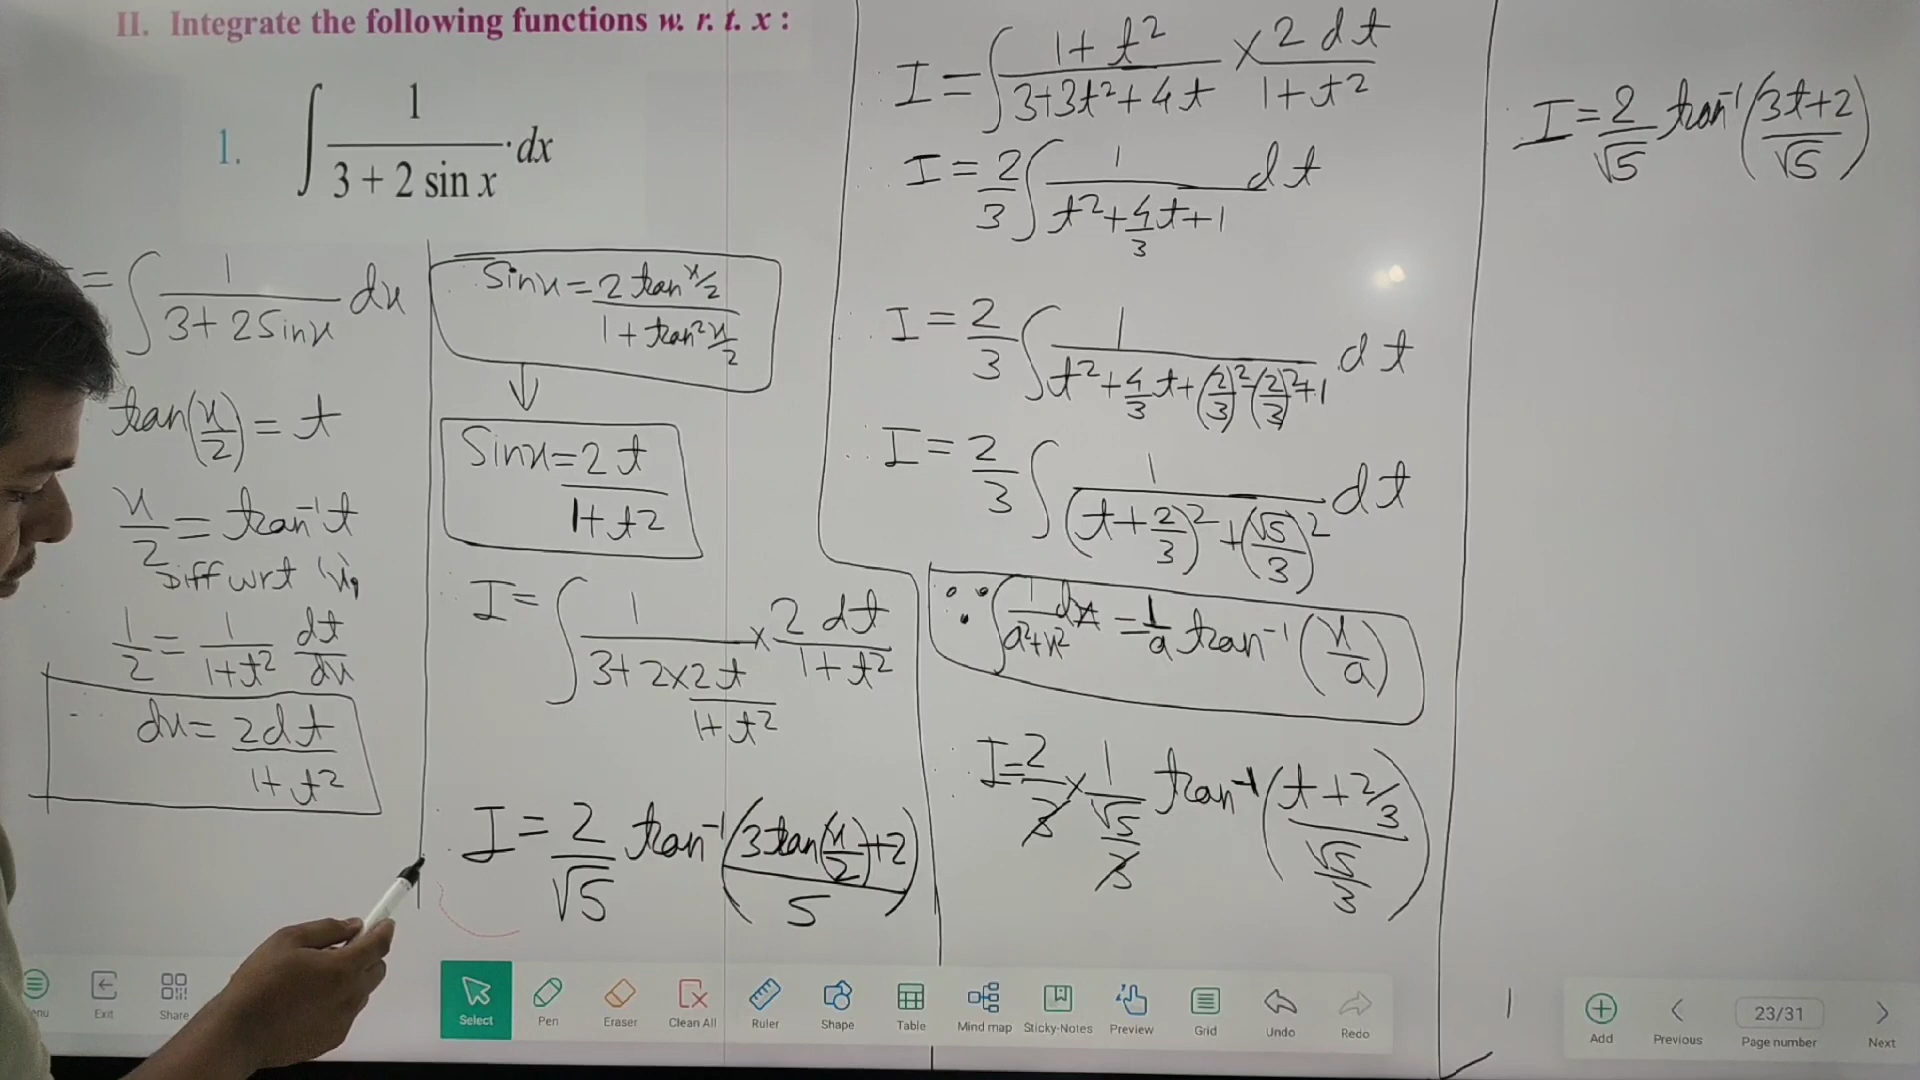 II. Integrate the following functions w. r. t. x :
1. ∫ 1/(3 + 2 sin x) · dx
= ∫ 1/(3+2Sinx) dx
tan(x/2) = t
x/2 = tan⁻¹t
Diff wrt 'x'
1/2 = 1/(1+t²) dt/dx
dx = 2dt/(1+t²)
Sinx = 2 tan x/2 / (1 + tan² x/2)
↓
Sinx = 2t/(1+t²)
I = ∫ 1/(3+2×2t/(1+t²)) × 2dt/(1+t²)
I = 2/√5 tan⁻¹((3tan(x/2)+2)/5)
I = ∫ (1+t²)/(3+3t²+4t) × 2dt/(1+t²)
∴ I = 2/3 ∫ 1/(t²+4/3t+1) dt
∴ I = 2/3 ∫ 1/(t²+4/3t+(2/3)²-(2/3)²+1) dt
∴ I = 2/3 ∫ 1/((t+2/3)²+(√5/3)²) dt
∵ ∫ 1/(a²+x²) dx = 1/a tan⁻¹(x/a)
∴ I = 2/3 × 1/(√5/3) tan⁻¹((t+2/3)/(√5/3))
∴ I = 2/√5 tan⁻¹((3t+2)/√5)
enu
Exit
Share
Select
Pen
Eraser
Clean All
Ruler
Shape
Table
Mind map
Sticky-Notes
Preview
Grid
Undo
Redo
Add
Previous
23/31
Page number
Next